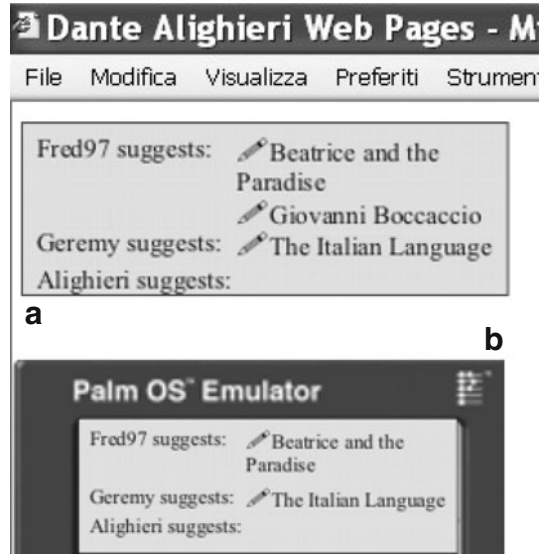 Dante Alighieri Web Pages - M
File Modifica Visualizza Preferiti Strumen
Fred97 suggests: Beatrice and the
Paradise
Giovanni Boccaccio
Geremy suggests: The Italian Language
Alighieri suggests:
a
b
Palm OS™ Emulator
Fred97 suggests: Beatrice and the
Paradise
Geremy suggests: The Italian Language
Alighieri suggests: